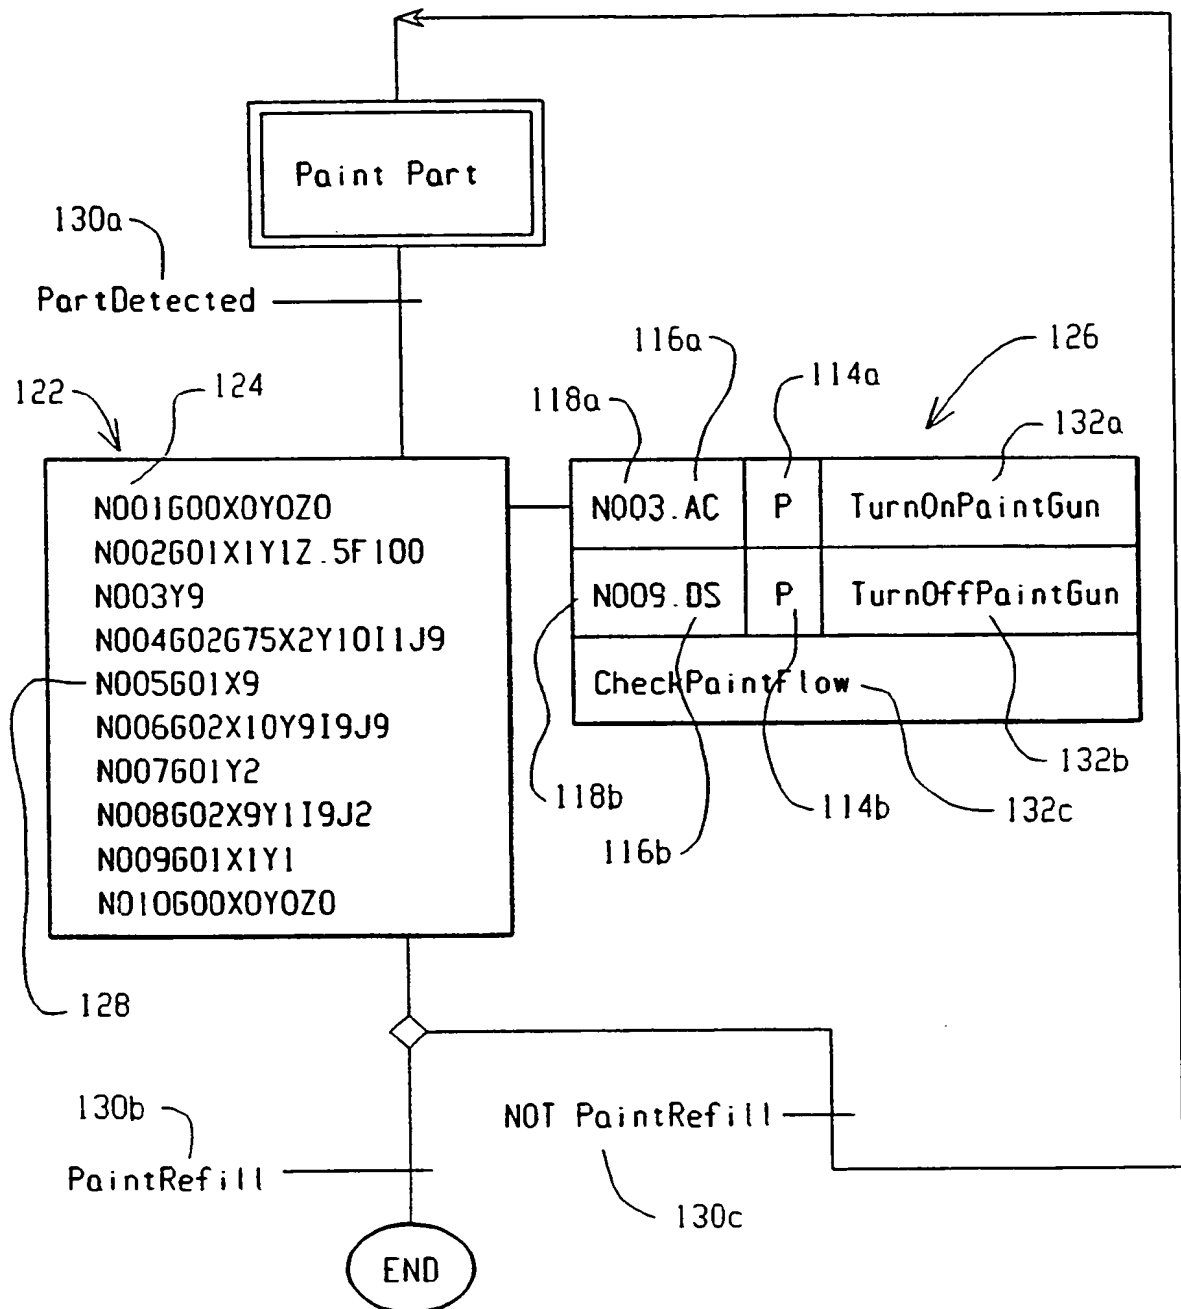 Paint Part
130a
PartDetected
116a
126
122
124
118a
114a
132a
N001G00X0Y0Z0
N002G01X1Y1Z.5F100
N003Y9
N004G02G75X2Y10I1J9
N005G01X9
N006G02X10Y9I9J9
N007G01Y2
N008G02X9Y1I9J2
N009G01X1Y1
N010G00X0Y0Z0
N003.AC P TurnOnPaintGun
N009.DS P TurnOffPaintGun
CheckPaintFlow
118b
116b
114b
132c
132b
128
130b
PaintRefill
NOT PaintRefill
130c
END